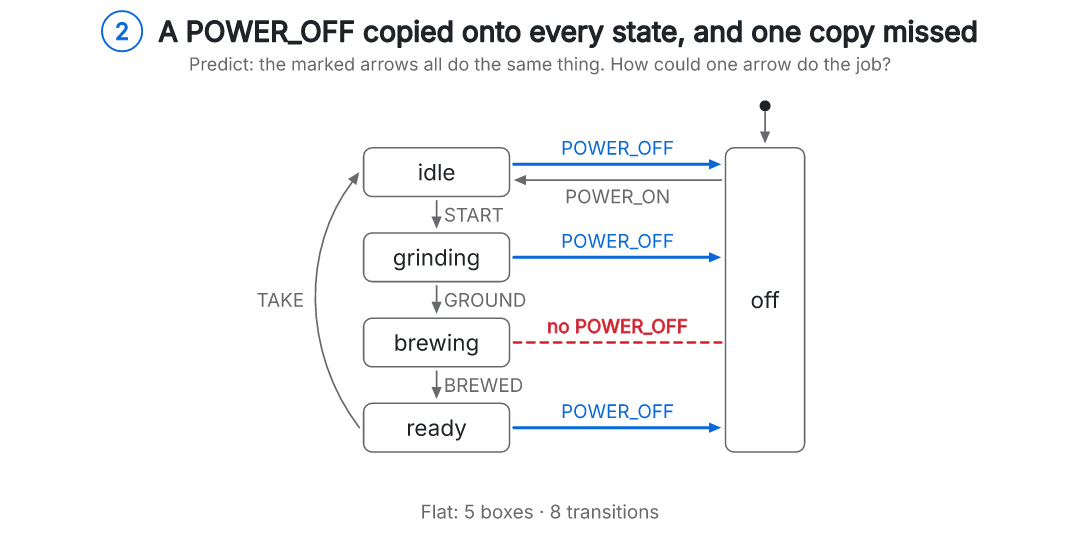 2
A POWER_OFF copied onto every state, and one copy missed
Predict: the marked arrows all do the same thing. How could one arrow do the job?
idle
POWER_OFF
POWER_ON
START
grinding
POWER_OFF
TAKE
GROUND
off
brewing
no POWER_OFF
BREWED
ready
POWER_OFF
Flat: 5 boxes · 8 transitions